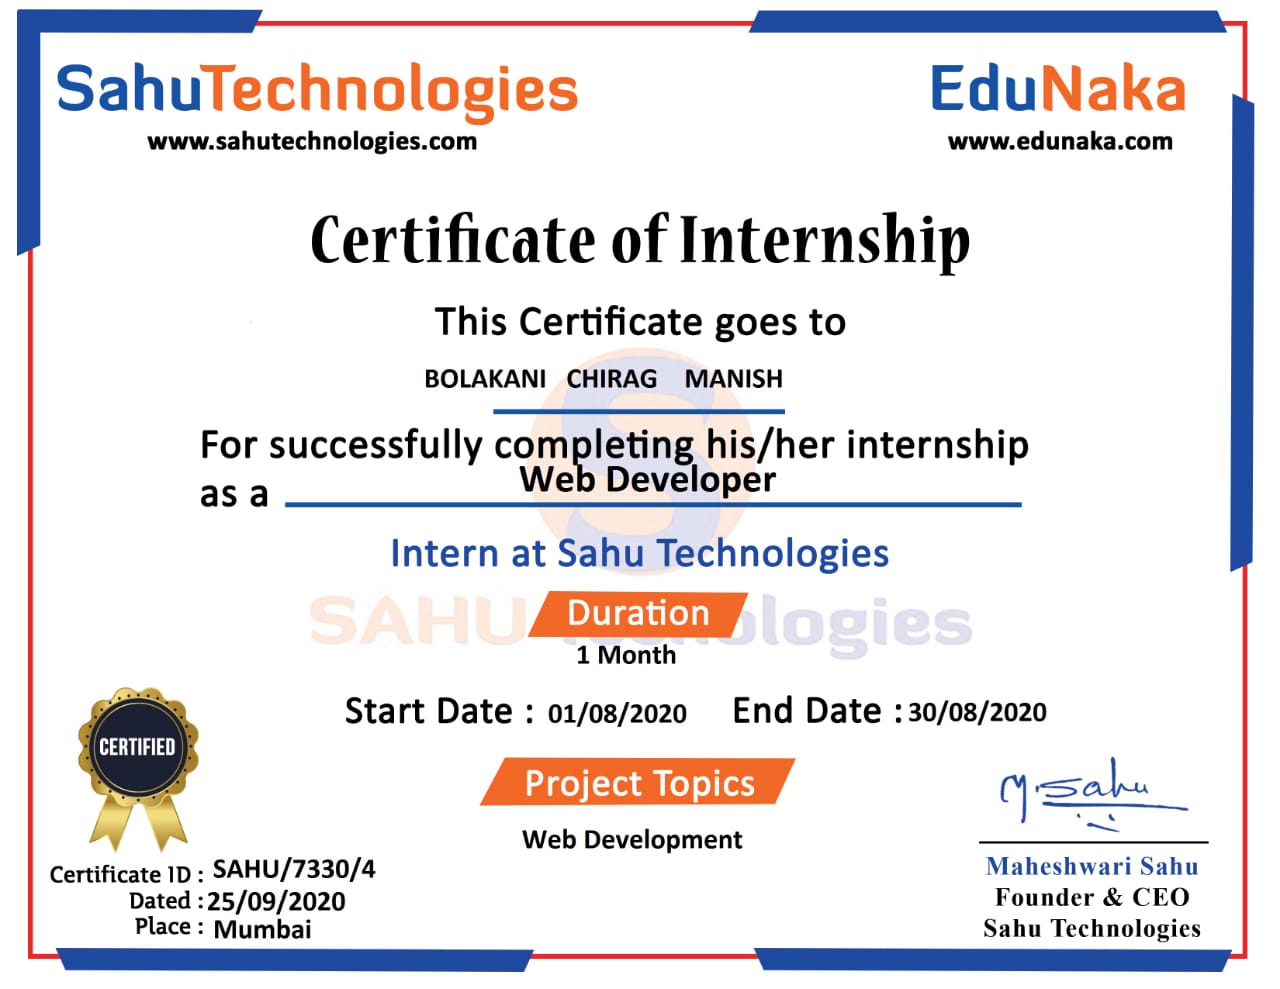 SahuTechnologies
www.sahutechnologies.com
EduNaka
www.edunaka.com
Certificate of Internship
This Certificate goes to
BOLAKANI CHIRAG MANISH
For successfully completing his/her internship
as a Web Developer
Intern at Sahu Technologies
SAHU Technologies
Duration
1 Month
Start Date : 01/08/2020 End Date : 30/08/2020
CERTIFIED
Project Topics
Web Development
M.Sahu
Certificate ID : SAHU/7330/4
Dated : 25/09/2020
Place : Mumbai
Maheshwari Sahu
Founder & CEO
Sahu Technologies